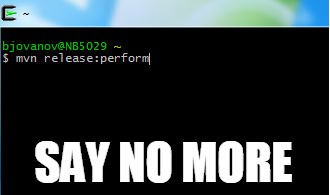 ~
bjovanov@NB5029 ~
$ mvn release:perform
SAY NO MORE